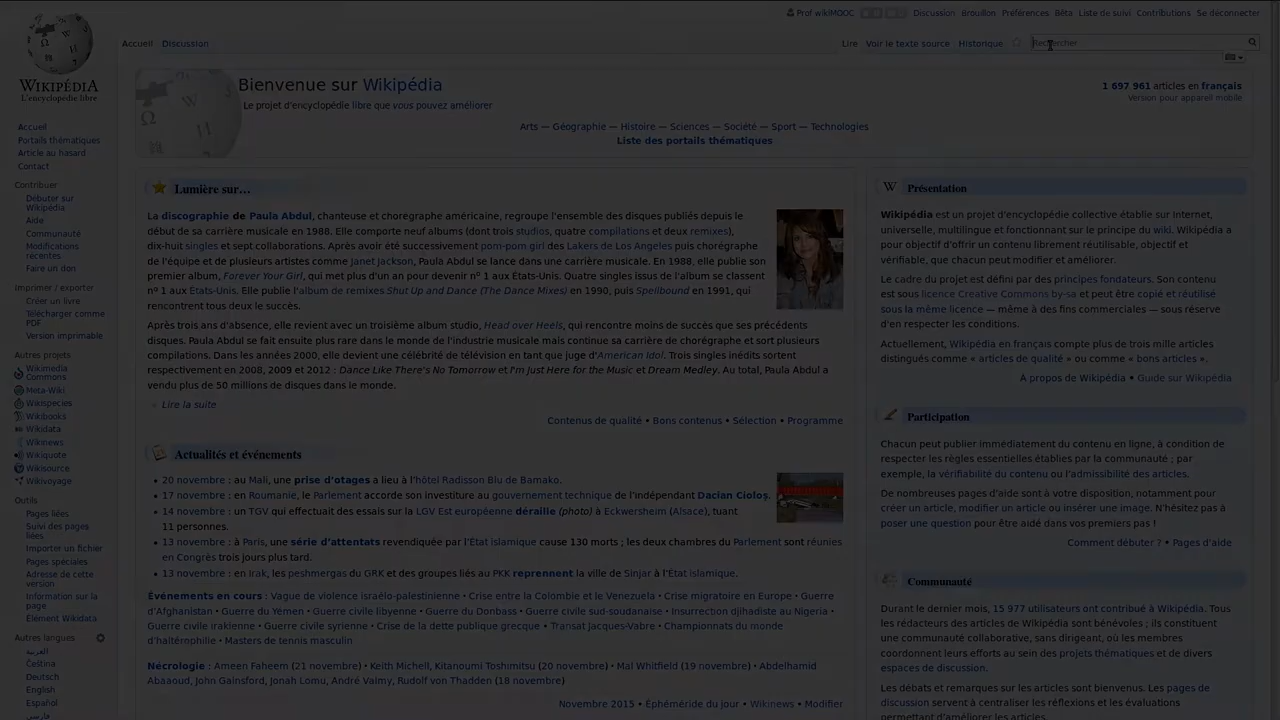 Prof wikiMOOC Discussion Brouillon Préférences Bêta Liste de suivi Contributions Se déconnecter
Accueil Discussion Lire Voir le texte source Historique Rechercher
WIKIPÉDIA
L'encyclopédie libre
Accueil
Portails thématiques
Article au hasard
Contact
Contribuer
Débuter sur
Wikipédia
Aide
Communauté
Modifications
récentes
Faire un don
Imprimer / exporter
Créer un livre
Télécharger comme
PDF
Version imprimable
Autres projets
Wikimedia
Commons
Meta-Wiki
Wikispecies
Wikibooks
Wikidata
Wikinews
Wikiquote
Wikisource
Wikivoyage
Outils
Pages liées
Suivi des pages
liées
Importer un fichier
Pages spéciales
Adresse de cette
version
Information sur la
page
Élément Wikidata
Autres langues
العربية
Čeština
Deutsch
English
Español
فارسی
Bienvenue sur Wikipédia
Le projet d'encyclopédie libre que vous pouvez améliorer
1 697 961 articles en français
Version pour appareil mobile
Arts — Géographie — Histoire — Sciences — Société — Sport — Technologies
Liste des portails thématiques
Lumière sur…
La discographie de Paula Abdul, chanteuse et chorégraphe américaine, regroupe l'ensemble des disques publiés depuis le
début de sa carrière musicale en 1988. Elle comporte neuf albums (dont trois studios, quatre compilations et deux remixes),
dix-huit singles et sept collaborations. Après avoir été successivement pom-pom girl des Lakers de Los Angeles puis chorégraphe
de l'équipe et de plusieurs artistes comme Janet Jackson, Paula Abdul se lance dans une carrière musicale. En 1988, elle publie son
premier album, Forever Your Girl, qui met plus d'un an pour devenir nº 1 aux États-Unis. Quatre singles issus de l'album se classent
nº 1 aux États-Unis. Elle publie l'album de remixes Shut Up and Dance (The Dance Mixes) en 1990, puis Spellbound en 1991, qui
rencontrent tous deux le succès.
Après trois ans d'absence, elle revient avec un troisième album studio, Head over Heels, qui rencontre moins de succès que ses précédents
disques. Paula Abdul se fait ensuite plus rare dans le monde de l'industrie musicale mais continue sa carrière de chorégraphe et sort plusieurs
compilations. Dans les années 2000, elle devient une célébrité de télévision en tant que juge d'American Idol. Trois singles inédits sortent
respectivement en 2008, 2009 et 2012 : Dance Like There's No Tomorrow et I'm Just Here for the Music et Dream Medley. Au total, Paula Abdul a
vendu plus de 50 millions de disques dans le monde.
Lire la suite
Contenus de qualité • Bons contenus • Sélection • Programme
Actualités et événements
• 20 novembre : au Mali, une prise d'otages a lieu à l'hôtel Radisson Blu de Bamako.
• 17 novembre : en Roumanie, le Parlement accorde son investiture au gouvernement technique de l'indépendant Dacian Cioloș.
• 14 novembre : un TGV qui effectuait des essais sur la LGV Est européenne déraille (photo) à Eckwersheim (Alsace), tuant
11 personnes.
• 13 novembre : à Paris, une série d'attentats revendiquée par l'État islamique cause 130 morts ; les deux chambres du Parlement sont réunies
en Congrès trois jours plus tard.
• 13 novembre : en Irak, les peshmergas du GRK et des groupes liés au PKK reprennent la ville de Sinjar à l'État islamique.
Événements en cours : Vague de violence israélo-palestinienne • Crise entre la Colombie et le Venezuela • Crise migratoire en Europe • Guerre
d'Afghanistan • Guerre du Yémen • Guerre civile libyenne • Guerre du Donbass • Guerre civile sud-soudanaise • Insurrection djihadiste au Nigeria •
Guerre civile irakienne • Guerre civile syrienne • Crise de la dette publique grecque • Transat Jacques-Vabre • Championnats du monde
d'haltérophilie • Masters de tennis masculin
Nécrologie : Ameen Faheem (21 novembre) • Keith Michell, Kitanoumi Toshimitsu (20 novembre) • Mal Whitfield (19 novembre) • Abdelhamid
Abaaoud, John Gainsford, Jonah Lomu, André Valmy, Rudolf von Thadden (18 novembre)
Novembre 2015 • Éphéméride du jour • Wikinews • Modifier
Présentation
Wikipédia est un projet d'encyclopédie collective établie sur Internet,
universelle, multilingue et fonctionnant sur le principe du wiki. Wikipédia a
pour objectif d'offrir un contenu librement réutilisable, objectif et
vérifiable, que chacun peut modifier et améliorer.
Le cadre du projet est défini par des principes fondateurs. Son contenu
est sous licence Creative Commons by-sa et peut être copié et réutilisé
sous la même licence — même à des fins commerciales — sous réserve
d'en respecter les conditions.
Actuellement, Wikipédia en français compte plus de trois mille articles
distingués comme « articles de qualité » ou comme « bons articles ».
À propos de Wikipédia • Guide sur Wikipédia
Participation
Chacun peut publier immédiatement du contenu en ligne, à condition de
respecter les règles essentielles établies par la communauté ; par
exemple, la vérifiabilité du contenu ou l'admissibilité des articles.
De nombreuses pages d'aide sont à votre disposition, notamment pour
créer un article, modifier un article ou insérer une image. N'hésitez pas à
poser une question pour être aidé dans vos premiers pas !
Comment débuter ? • Pages d'aide
Communauté
Durant le dernier mois, 15 977 utilisateurs ont contribué à Wikipédia. Tous
les rédacteurs des articles de Wikipédia sont bénévoles ; ils constituent
une communauté collaborative, sans dirigeant, où les membres
coordonnent leurs efforts au sein des projets thématiques et de divers
espaces de discussion.
Les débats et remarques sur les articles sont bienvenus. Les pages de
discussion servent à centraliser les réflexions et les évaluations
permettant d'améliorer les articles.